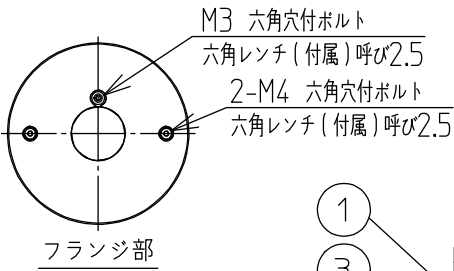 M3 六角穴付ボルト
六角レンチ(付属)呼び2.5
2-M4 六角穴付ボルト
六角レンチ(付属)呼び2.5
フランジ部
1
3